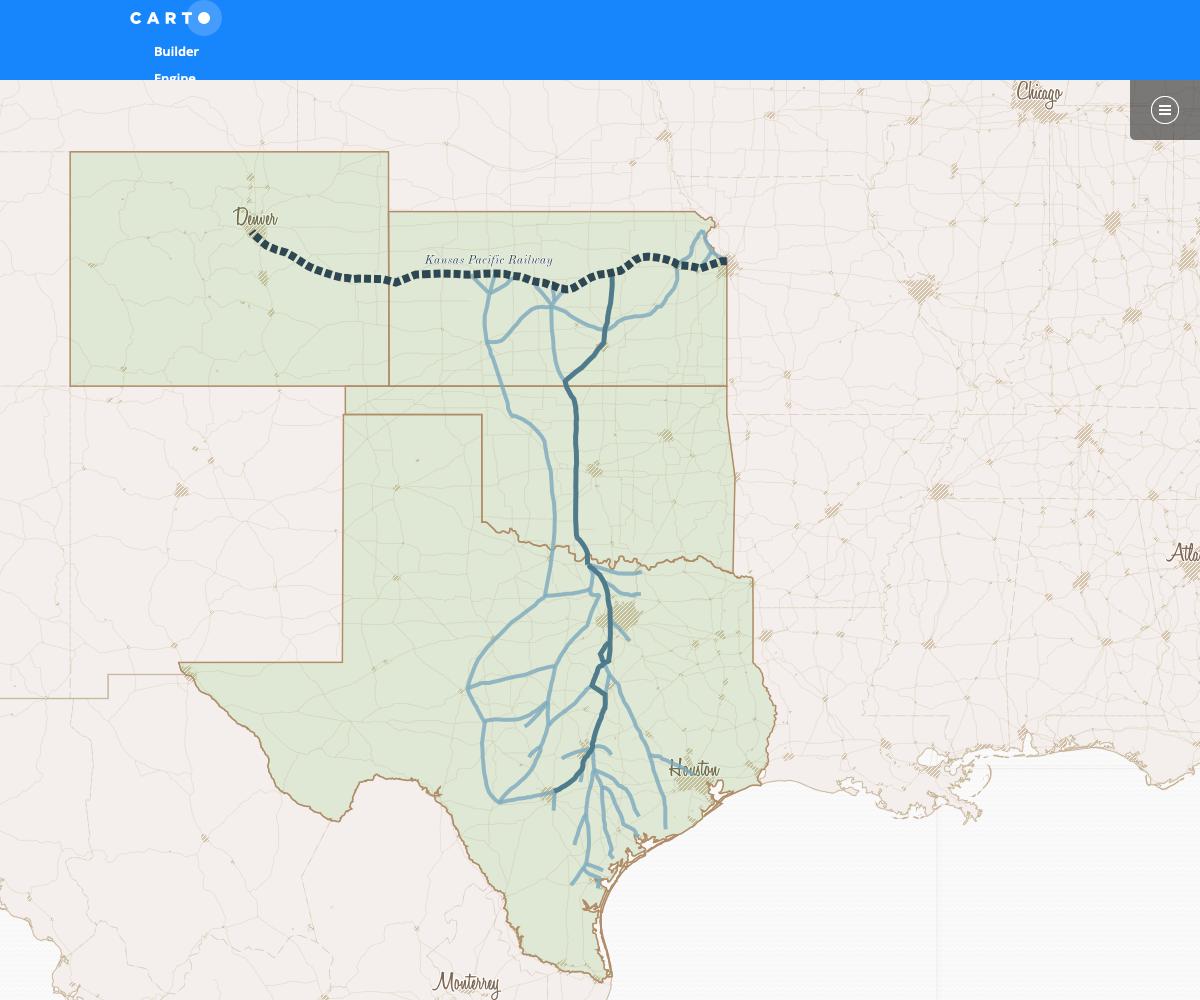 CARTO
Builder
Engine
Chicago
Denver
Kansas Pacific Railway
Houston
Monterrey